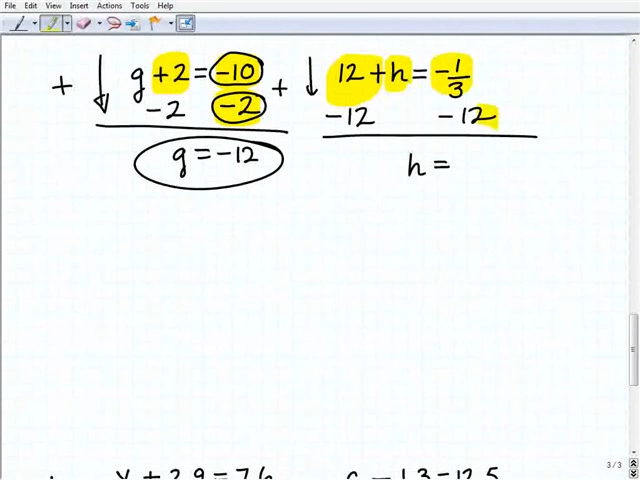 File Edit View Insert Actions Tools Help
+ ↓ g + 2 = -10
-2 -2
g = -12
+ ↓ 12 + h = -1/3
-12 -12
h =
3 / 3